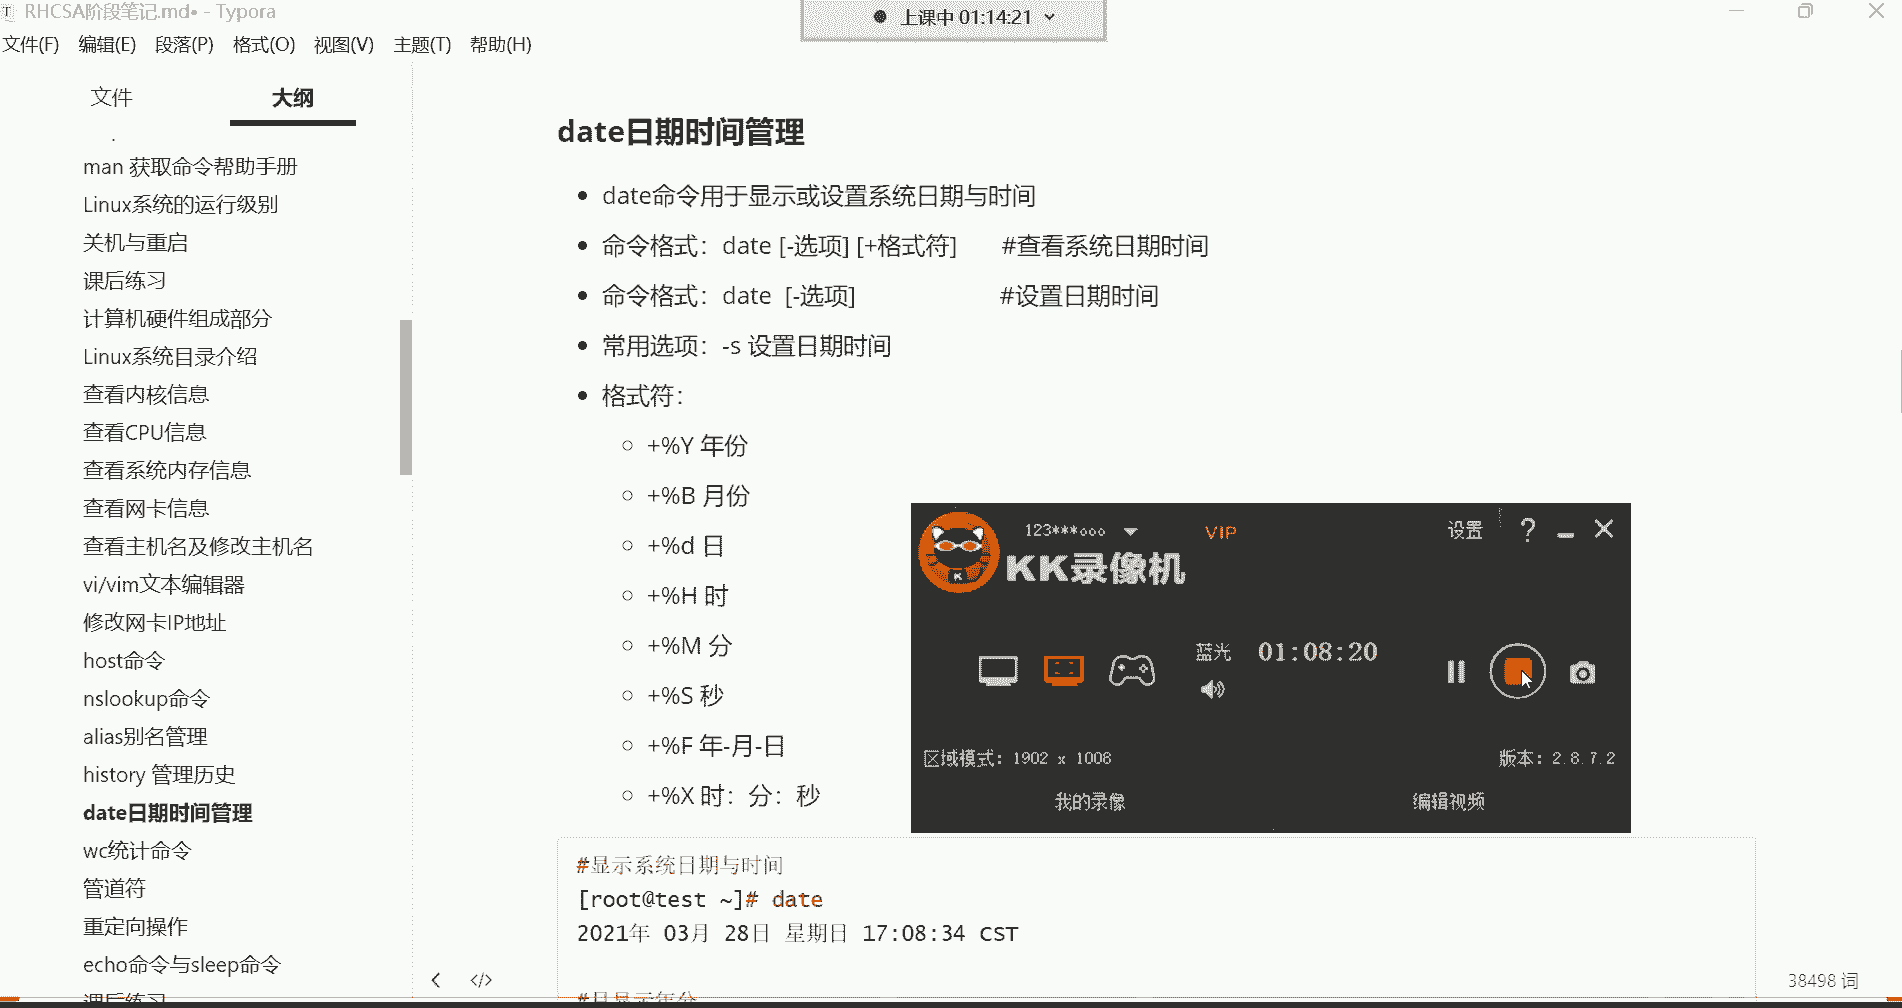 RHCSA阶段笔记.md• - Typora
上课中 01:14:21
文件(F) 编辑(E) 段落(P) 格式(O) 视图(V) 主题(T) 帮助(H)
文件 大纲
man 获取命令帮助手册
Linux系统的运行级别
关机与重启
课后练习
计算机硬件组成部分
Linux系统目录介绍
查看内核信息
查看CPU信息
查看系统内存信息
查看网卡信息
查看主机名及修改主机名
vi/vim文本编辑器
修改网卡IP地址
host命令
nslookup命令
alias别名管理
history 管理历史
date日期时间管理
wc统计命令
管道符
重定向操作
echo命令与sleep命令
课后练习
date日期时间管理
date命令用于显示或设置系统日期与时间
命令格式：date [-选项] [+格式符] #查看系统日期时间
命令格式：date [-选项] #设置日期时间
常用选项：-s 设置日期时间
格式符：
+%Y 年份
+%B 月份
+%d 日
+%H 时
+%M 分
+%S 秒
+%F 年-月-日
+%X 时：分：秒
#显示系统日期与时间
[root@test ~]# date
2021年 03月 28日 星期日 17:08:34 CST
#只显示年分
123***ooo VIP 设置
KK录像机
蓝光 01:08:20
区域模式：1902 x 1008 版本：2.8.7.2
我的录像 编辑视频
38498 词